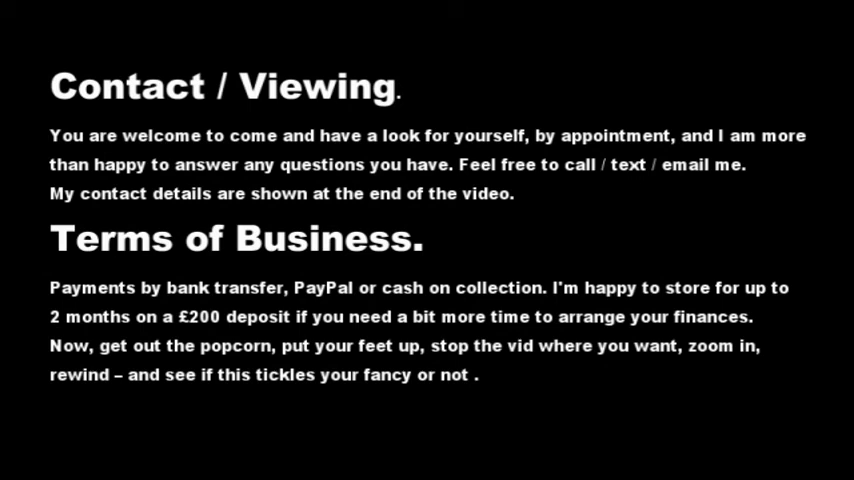 Contact / Viewing.
You are welcome to come and have a look for yourself, by appointment, and I am more
than happy to answer any questions you have. Feel free to call / text / email me.
My contact details are shown at the end of the video.
Terms of Business.
Payments by bank transfer, PayPal or cash on collection. I'm happy to store for up to
2 months on a £200 deposit if you need a bit more time to arrange your finances.
Now, get out the popcorn, put your feet up, stop the vid where you want, zoom in,
rewind – and see if this tickles your fancy or not .